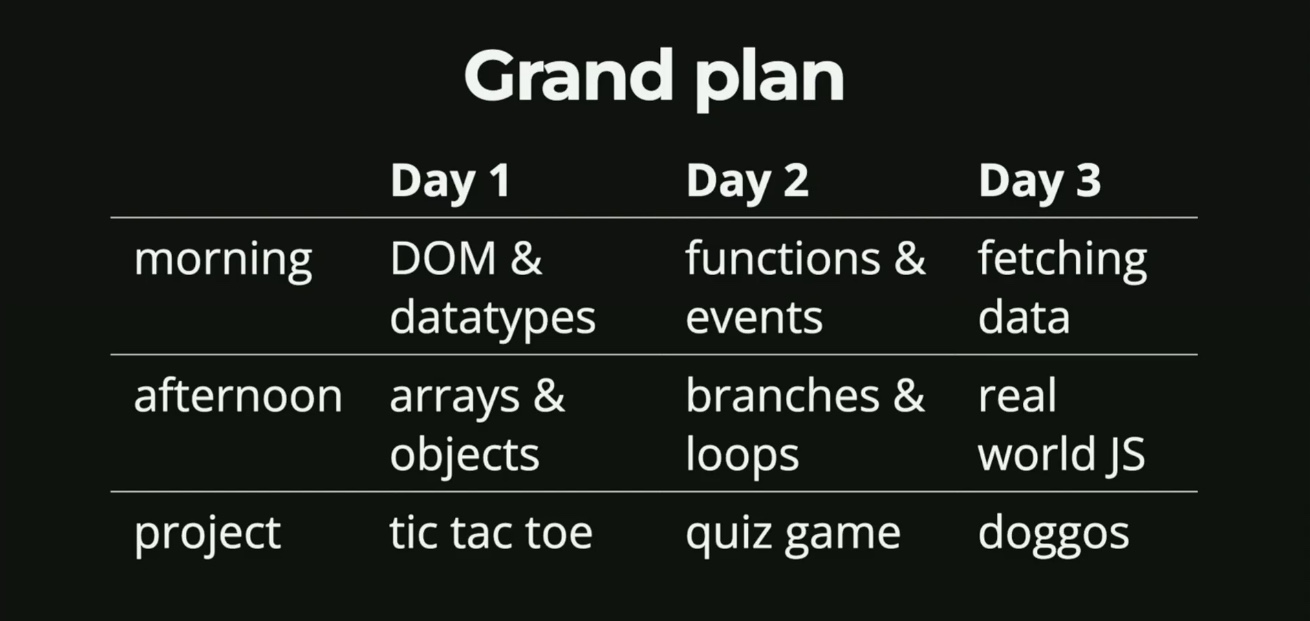 Grand plan
Day 1 Day 2 Day 3
morning DOM & functions & fetching
datatypes events data
afternoon arrays & branches & real
objects loops world JS
project tic tac toe quiz game doggos